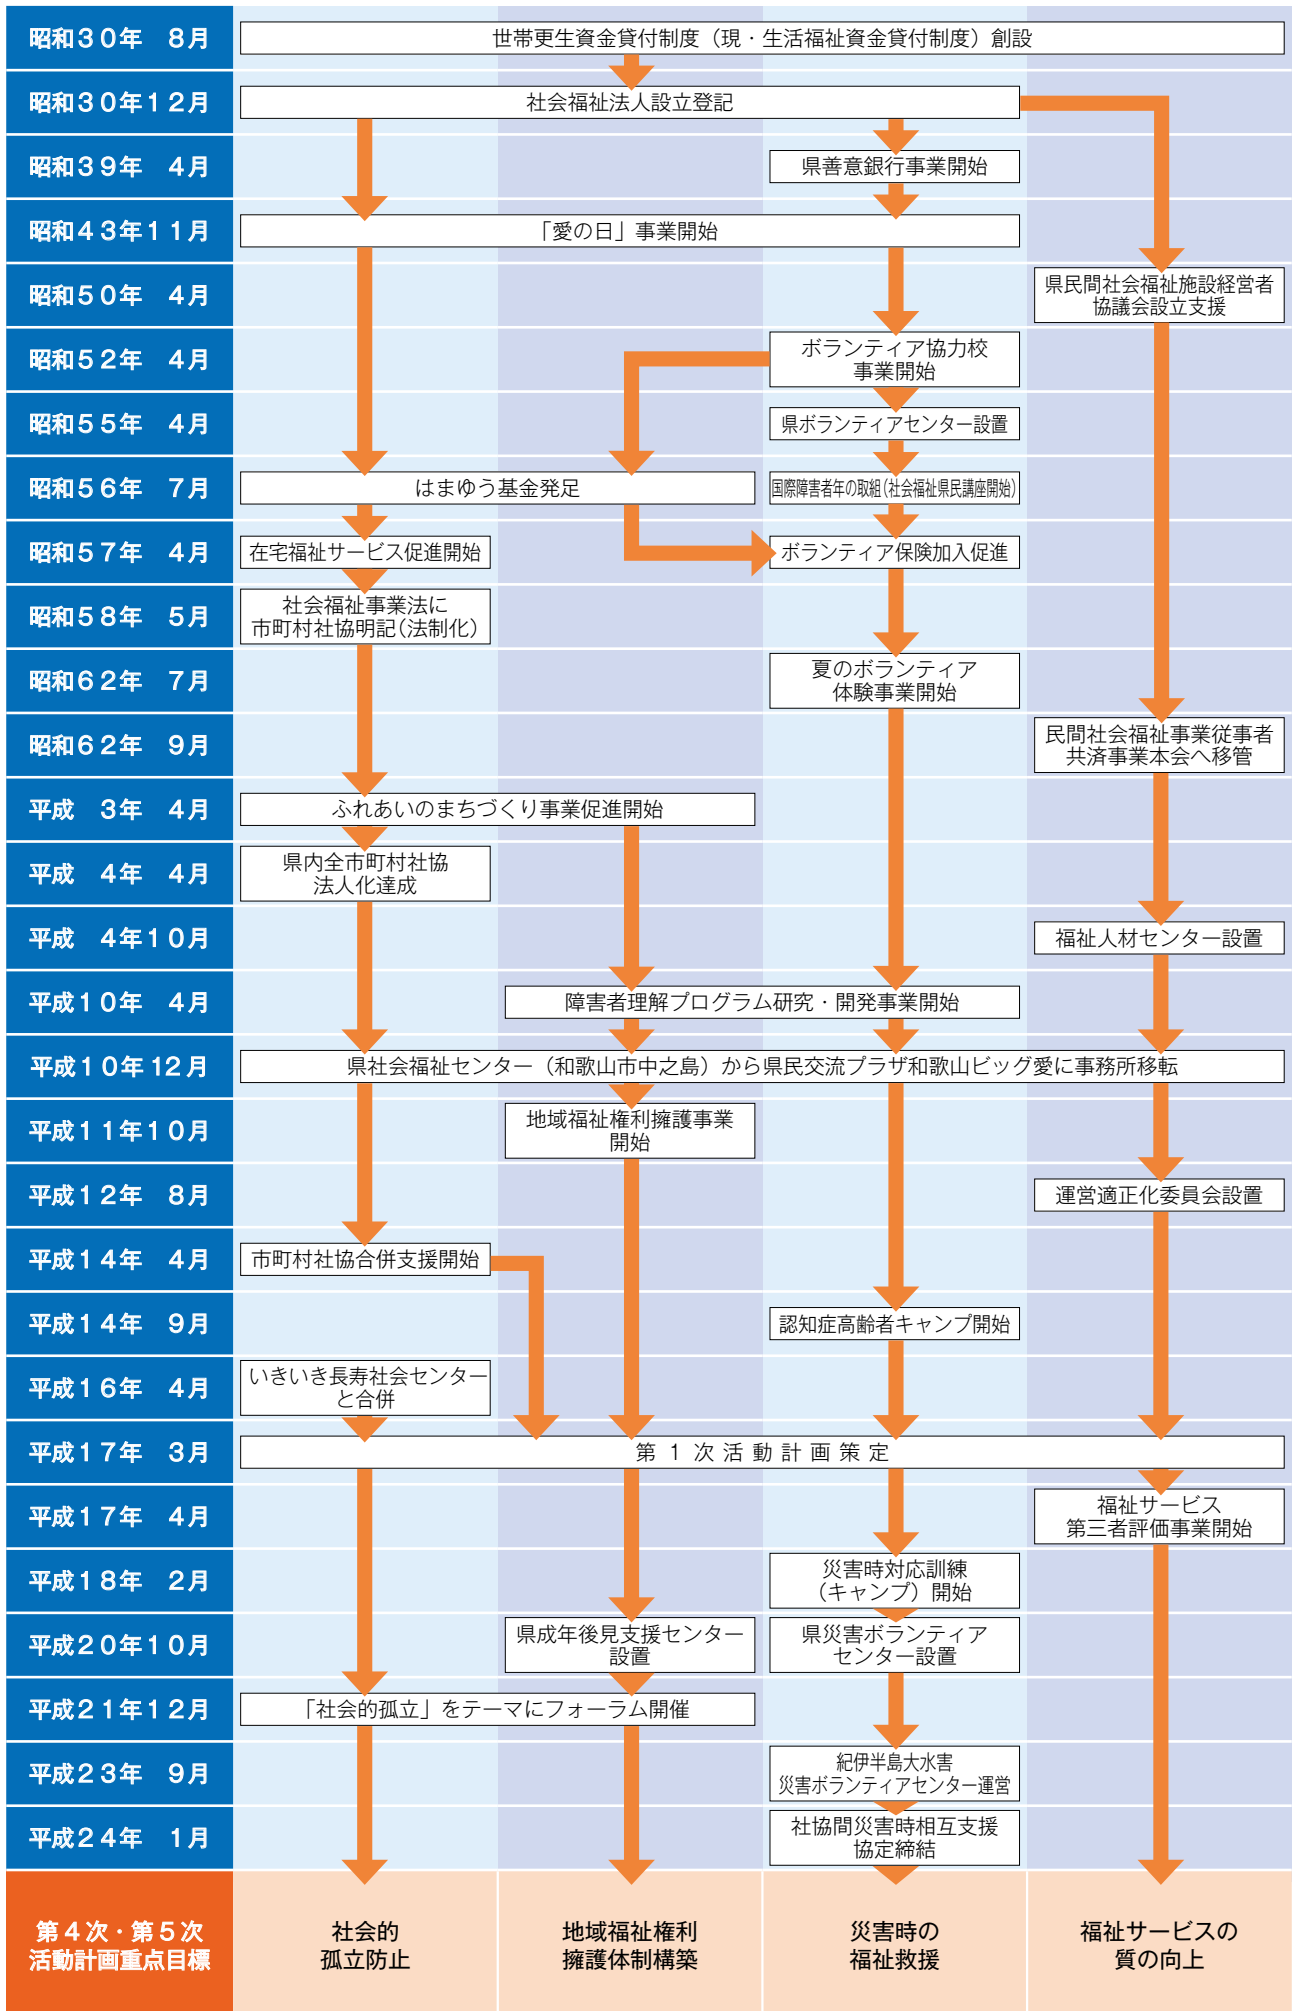 昭和30年　8月
世帯更生資金貸付制度（現・生活福祉資金貸付制度）創設
昭和30年12月
社会福祉法人設立登記
昭和39年　4月
県善意銀行事業開始
昭和43年11月
「愛の日」事業開始
昭和50年　4月
県民間社会福祉施設経営者
協議会設立支援
昭和52年　4月
ボランティア協力校
事業開始
昭和55年　4月
県ボランティアセンター設置
昭和56年　7月
はまゆう基金発足
国際障害者年の取組（社会福祉県民講座開始）
昭和57年　4月
在宅福祉サービス促進開始
ボランティア保険加入促進
昭和58年　5月
社会福祉事業法に
市町村社協明記（法制化）
昭和62年　7月
夏のボランティア
体験事業開始
昭和62年　9月
民間社会福祉事業従事者
共済事業本会へ移管
平成　3年　4月
ふれあいのまちづくり事業促進開始
平成　4年　4月
県内全市町村社協
法人化達成
平成　4年10月
福祉人材センター設置
平成10年　4月
障害者理解プログラム研究・開発事業開始
平成10年12月
県社会福祉センター（和歌山市中之島）から県民交流プラザ和歌山ビッグ愛に事務所移転
平成11年10月
地域福祉権利擁護事業
開始
平成12年　8月
運営適正化委員会設置
平成14年　4月
市町村社協合併支援開始
平成14年　9月
認知症高齢者キャンプ開始
平成16年　4月
いきいき長寿社会センター
と合併
平成17年　3月
第1次活動計画策定
平成17年　4月
福祉サービス
第三者評価事業開始
平成18年　2月
災害時対応訓練
（キャンプ）開始
平成20年10月
県成年後見支援センター
設置
県災害ボランティア
センター設置
平成21年12月
「社会的孤立」をテーマにフォーラム開催
平成23年　9月
紀伊半島大水害
災害ボランティアセンター運営
平成24年　1月
社協間災害時相互支援
協定締結
第4次・第5次
活動計画重点目標
社会的
孤立防止
地域福祉権利
擁護体制構築
災害時の
福祉救援
福祉サービスの
質の向上